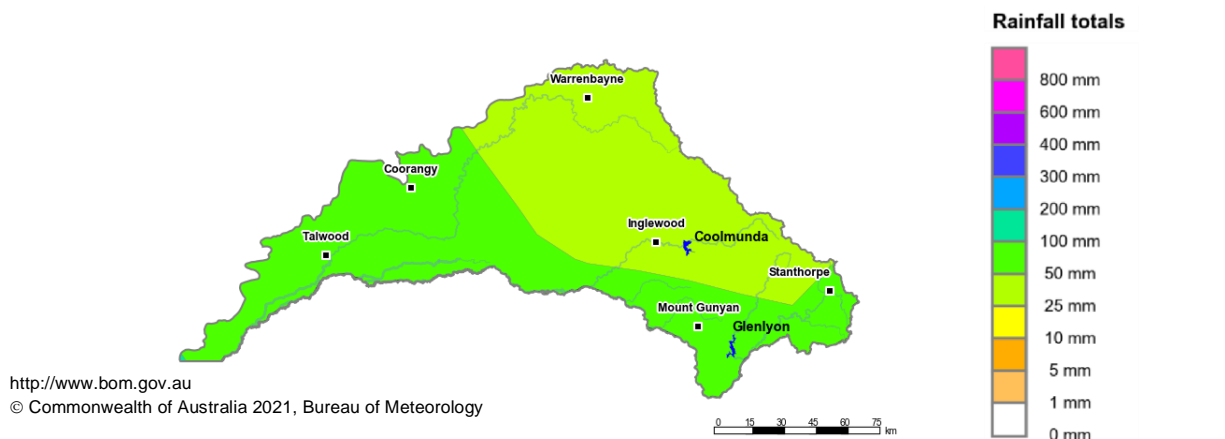 Rainfall totals
Warrenbayne
Coorangy
Talwood
Inglewood
Coolmunda
Stanthorpe
Mount Gunyan
Glenlyon
800 mm
600 mm
400 mm
300 mm
200 mm
100 mm
50 mm
25 mm
10 mm
5 mm
1 mm
0 mm
http://www.bom.gov.au
© Commonwealth of Australia 2021, Bureau of Meteorology
0 15 30 45 60 75 km